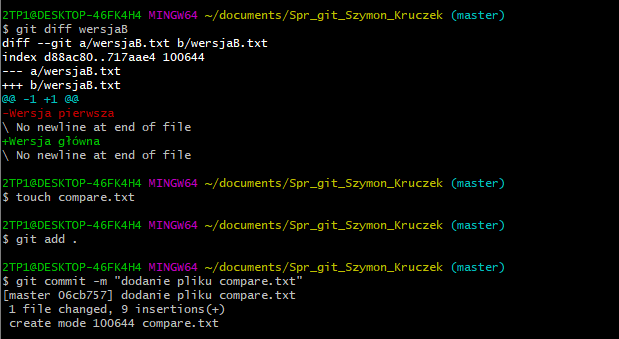 2TP1@DESKTOP-46FK4H4 MINGW64 ~/documents/Spr_git_Szymon_Kruczek (master)
$ git diff wersjaB
diff --git a/wersjaB.txt b/wersjaB.txt
index d88ac80..717aae4 100644
--- a/wersjaB.txt
+++ b/wersjaB.txt
@@ -1 +1 @@
-Wersja pierwsza
\ No newline at end of file
+Wersja główna
\ No newline at end of file
2TP1@DESKTOP-46FK4H4 MINGW64 ~/documents/Spr_git_Szymon_Kruczek (master)
$ touch compare.txt
2TP1@DESKTOP-46FK4H4 MINGW64 ~/documents/Spr_git_Szymon_Kruczek (master)
$ git add .
2TP1@DESKTOP-46FK4H4 MINGW64 ~/documents/Spr_git_Szymon_Kruczek (master)
$ git commit -m "dodanie pliku compare.txt"
[master 06cb757] dodanie pliku compare.txt
 1 file changed, 9 insertions(+)
 create mode 100644 compare.txt